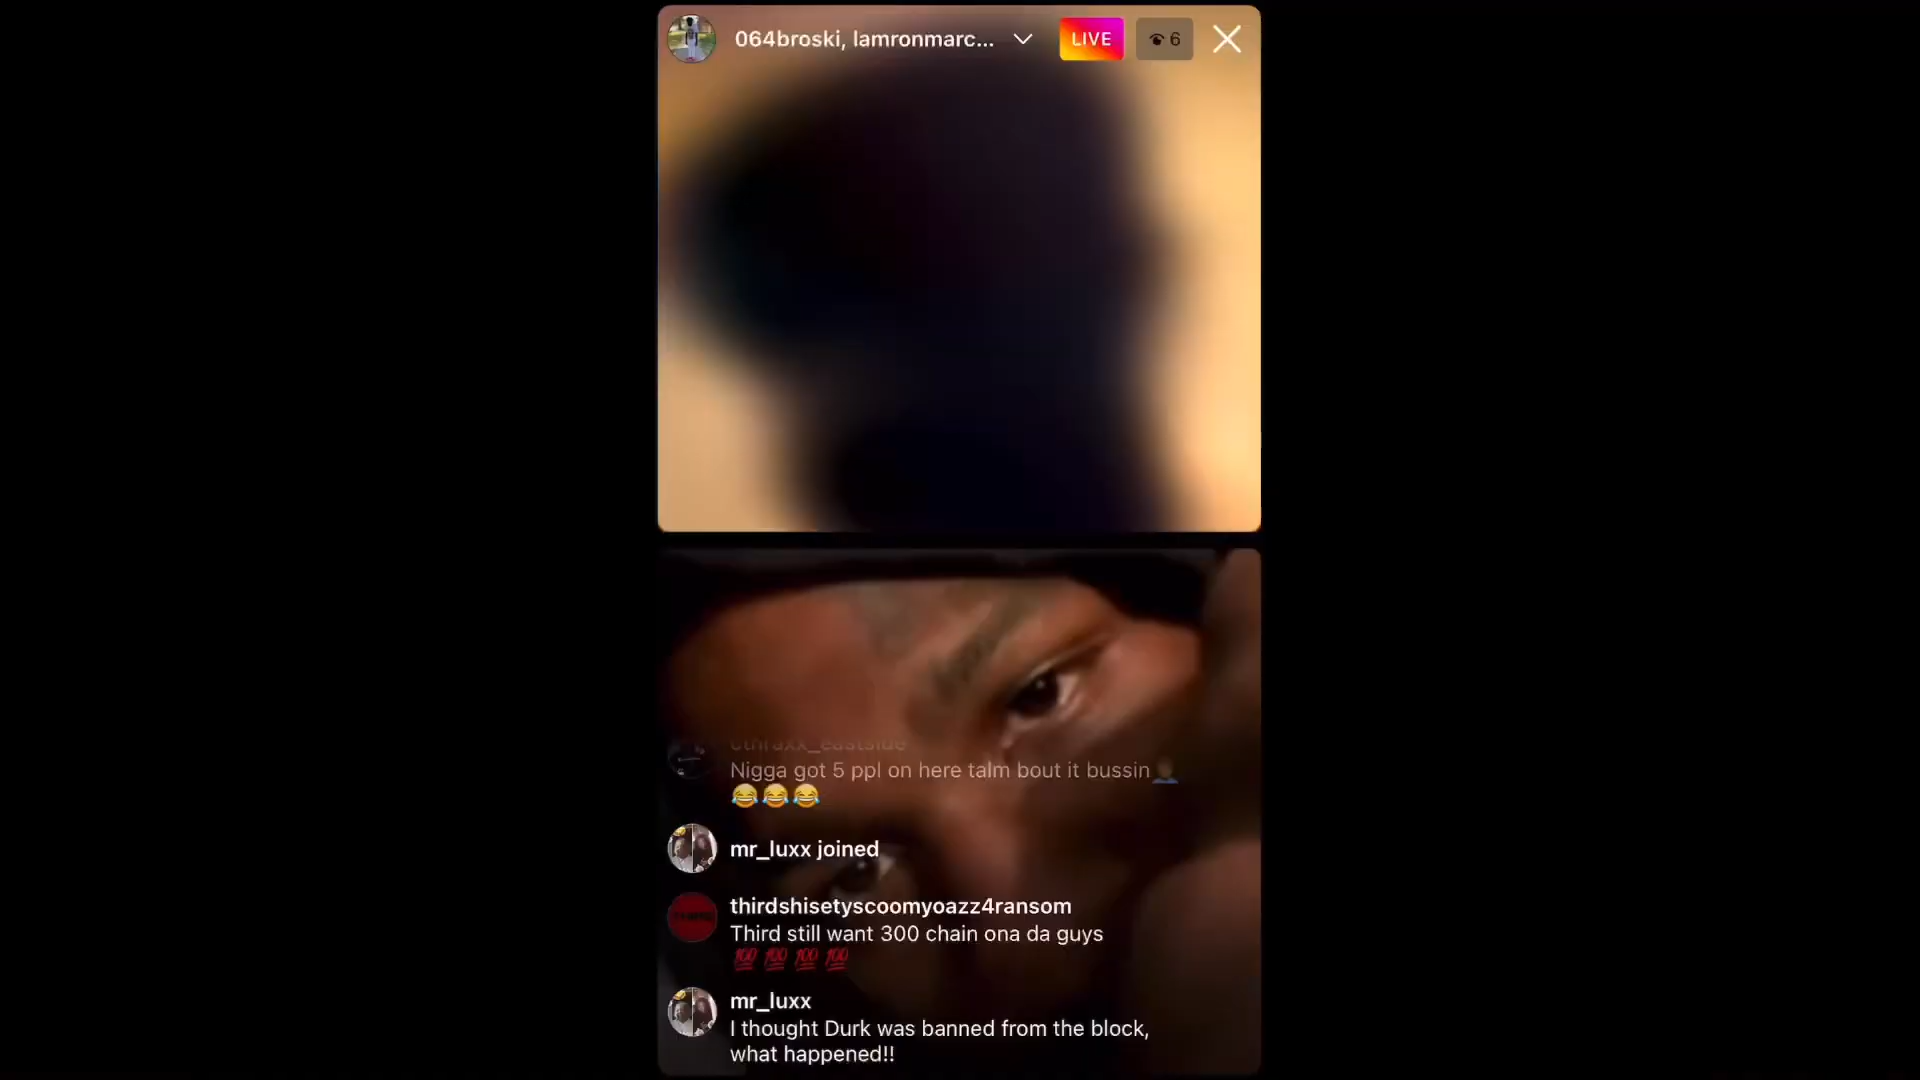 064broski, lamronmarc...
LIVE
6
cthraxx_eastside
Nigga got 5 ppl on here talm bout it bussin🤦🏿‍♂️
😂😂😂
mr_luxx joined
thirdshisetyscoomyoazz4ransom
Third still want 300 chain ona da guys
💯💯💯💯
mr_luxx
I thought Durk was banned from the block,
what happened!!